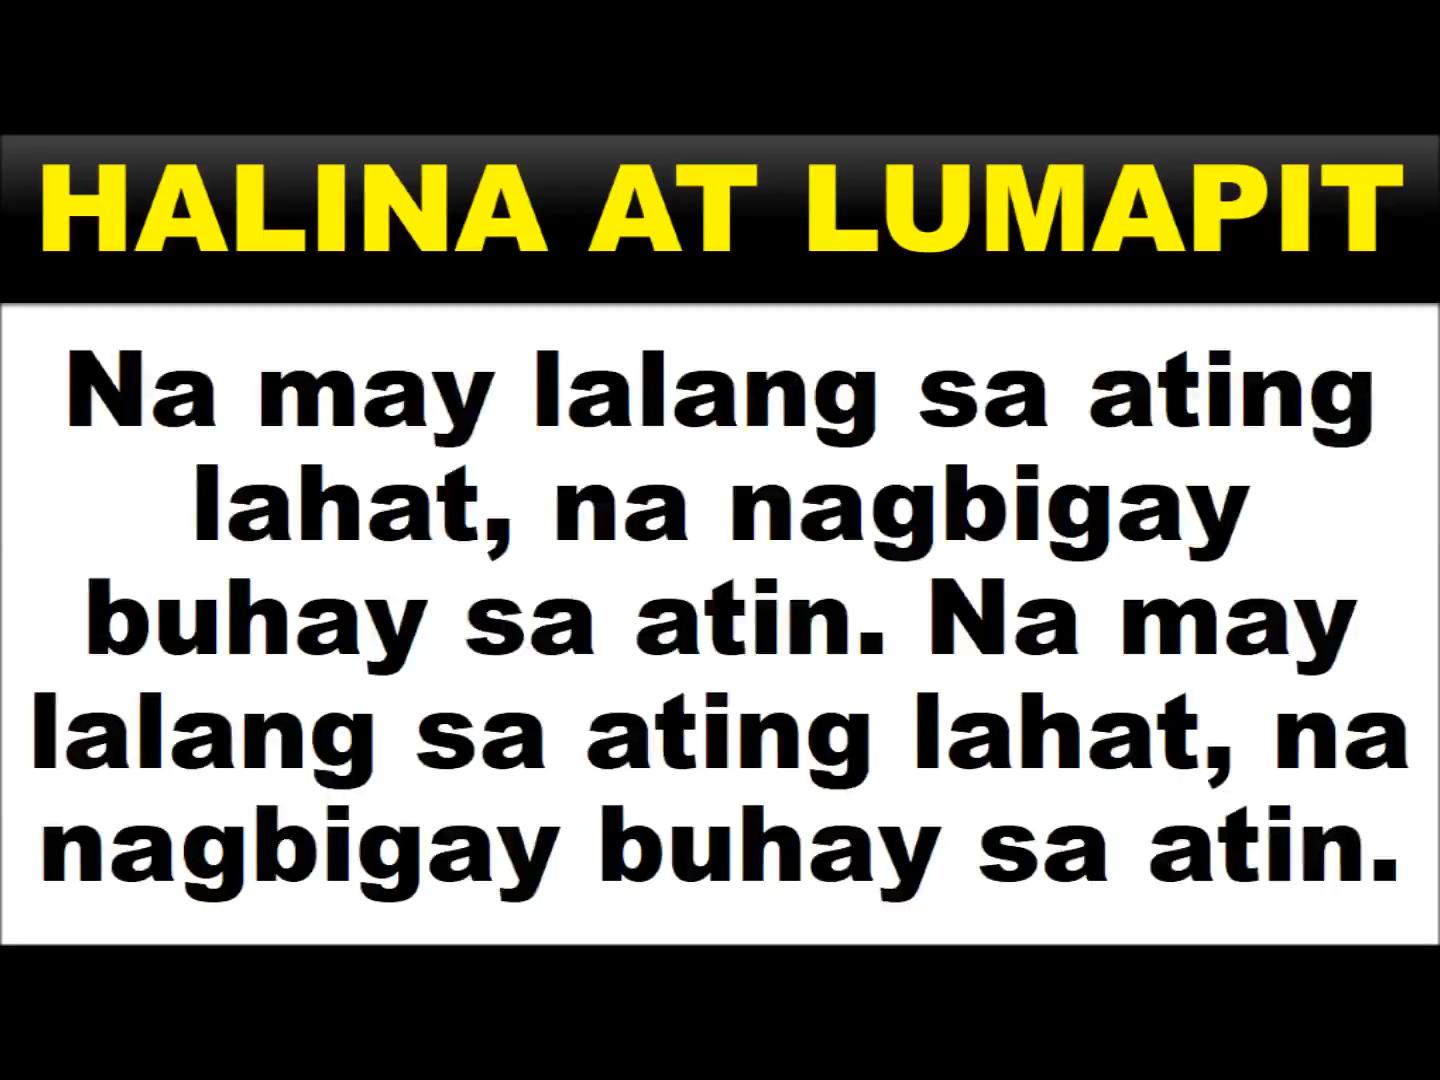 HALINA AT LUMAPIT
Na may lalang sa ating
lahat, na nagbigay
buhay sa atin. Na may
lalang sa ating lahat, na
nagbigay buhay sa atin.